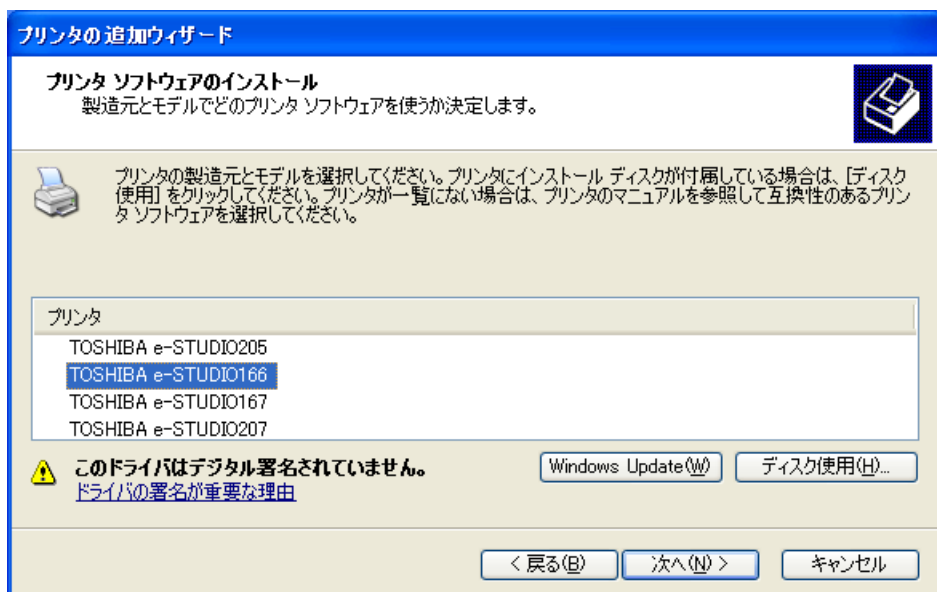 プリンタの追加ウィザード
プリンタ ソフトウェアのインストール
製造元とモデルでどのプリンタ ソフトウェアを使うか決定します。
プリンタの製造元とモデルを選択してください。プリンタにインストール ディスクが付属している場合は、[ディスク
使用] をクリックしてください。プリンタが一覧にない場合は、プリンタのマニュアルを参照して互換性のあるプリン
タ ソフトウェアを選択してください。
プリンタ
TOSHIBA e-STUDIO205
TOSHIBA e-STUDIO166
TOSHIBA e-STUDIO167
TOSHIBA e-STUDIO207
このドライバはデジタル署名されていません。
Windows Update(W) ディスク使用(H)...
ドライバの署名が重要な理由
< 戻る(B) 次へ(N) > キャンセル